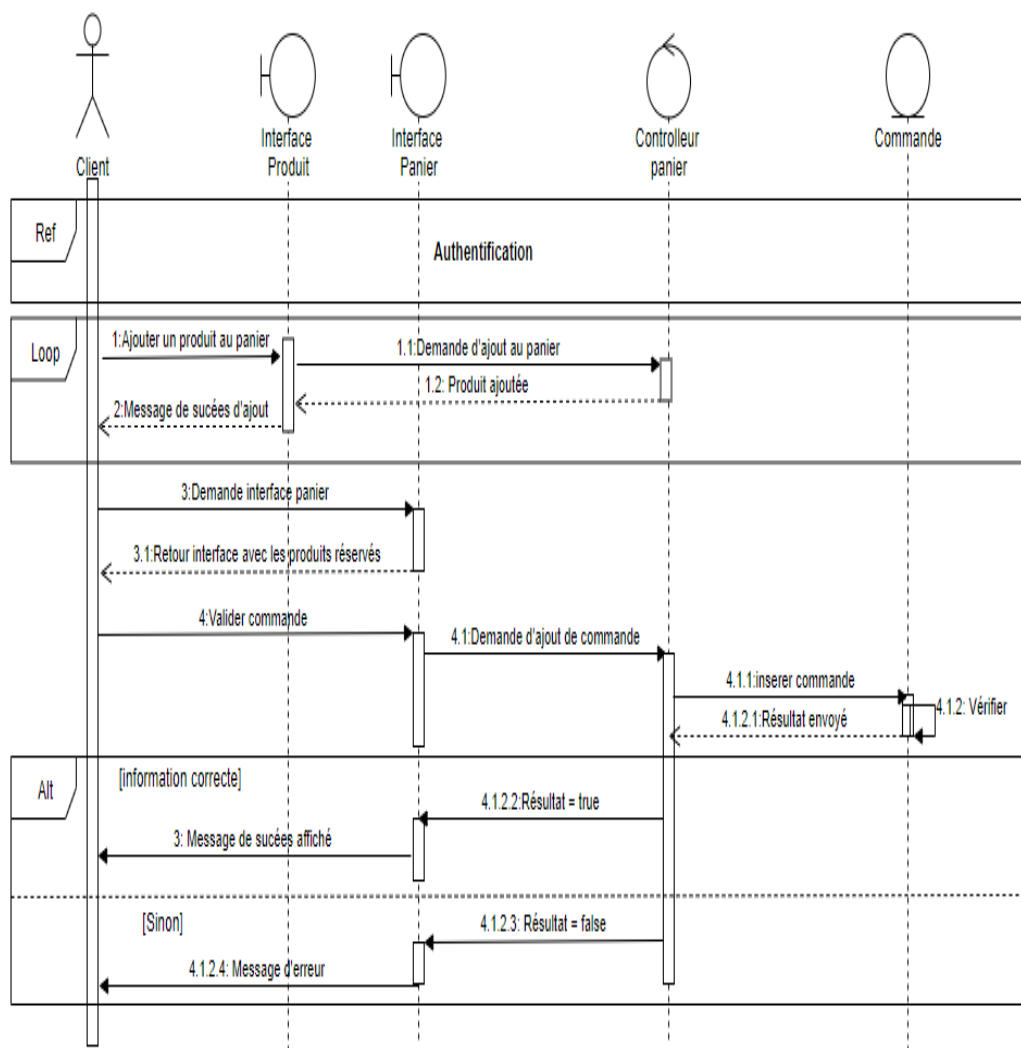 Client
Interface
Produit
Interface
Panier
Controlleur
panier
Commande
Ref
Authentification
Loop
1:Ajouter un produit au panier
1.1:Demande d'ajout au panier
1.2: Produit ajoutée
2:Message de sucées d'ajout
3:Demande interface panier
3.1:Retour interface avec les produits réservés
4:Valider commande
4.1:Demande d'ajout de commande
4.1.1:inserer commande
4.1.2: Vérifier
4.1.2.1:Résultat envoyé
Alt
[information correcte]
4.1.2.2:Résultat = true
3: Message de sucées affiché
[Sinon]
4.1.2.3: Résultat = false
4.1.2.4: Message d'erreur